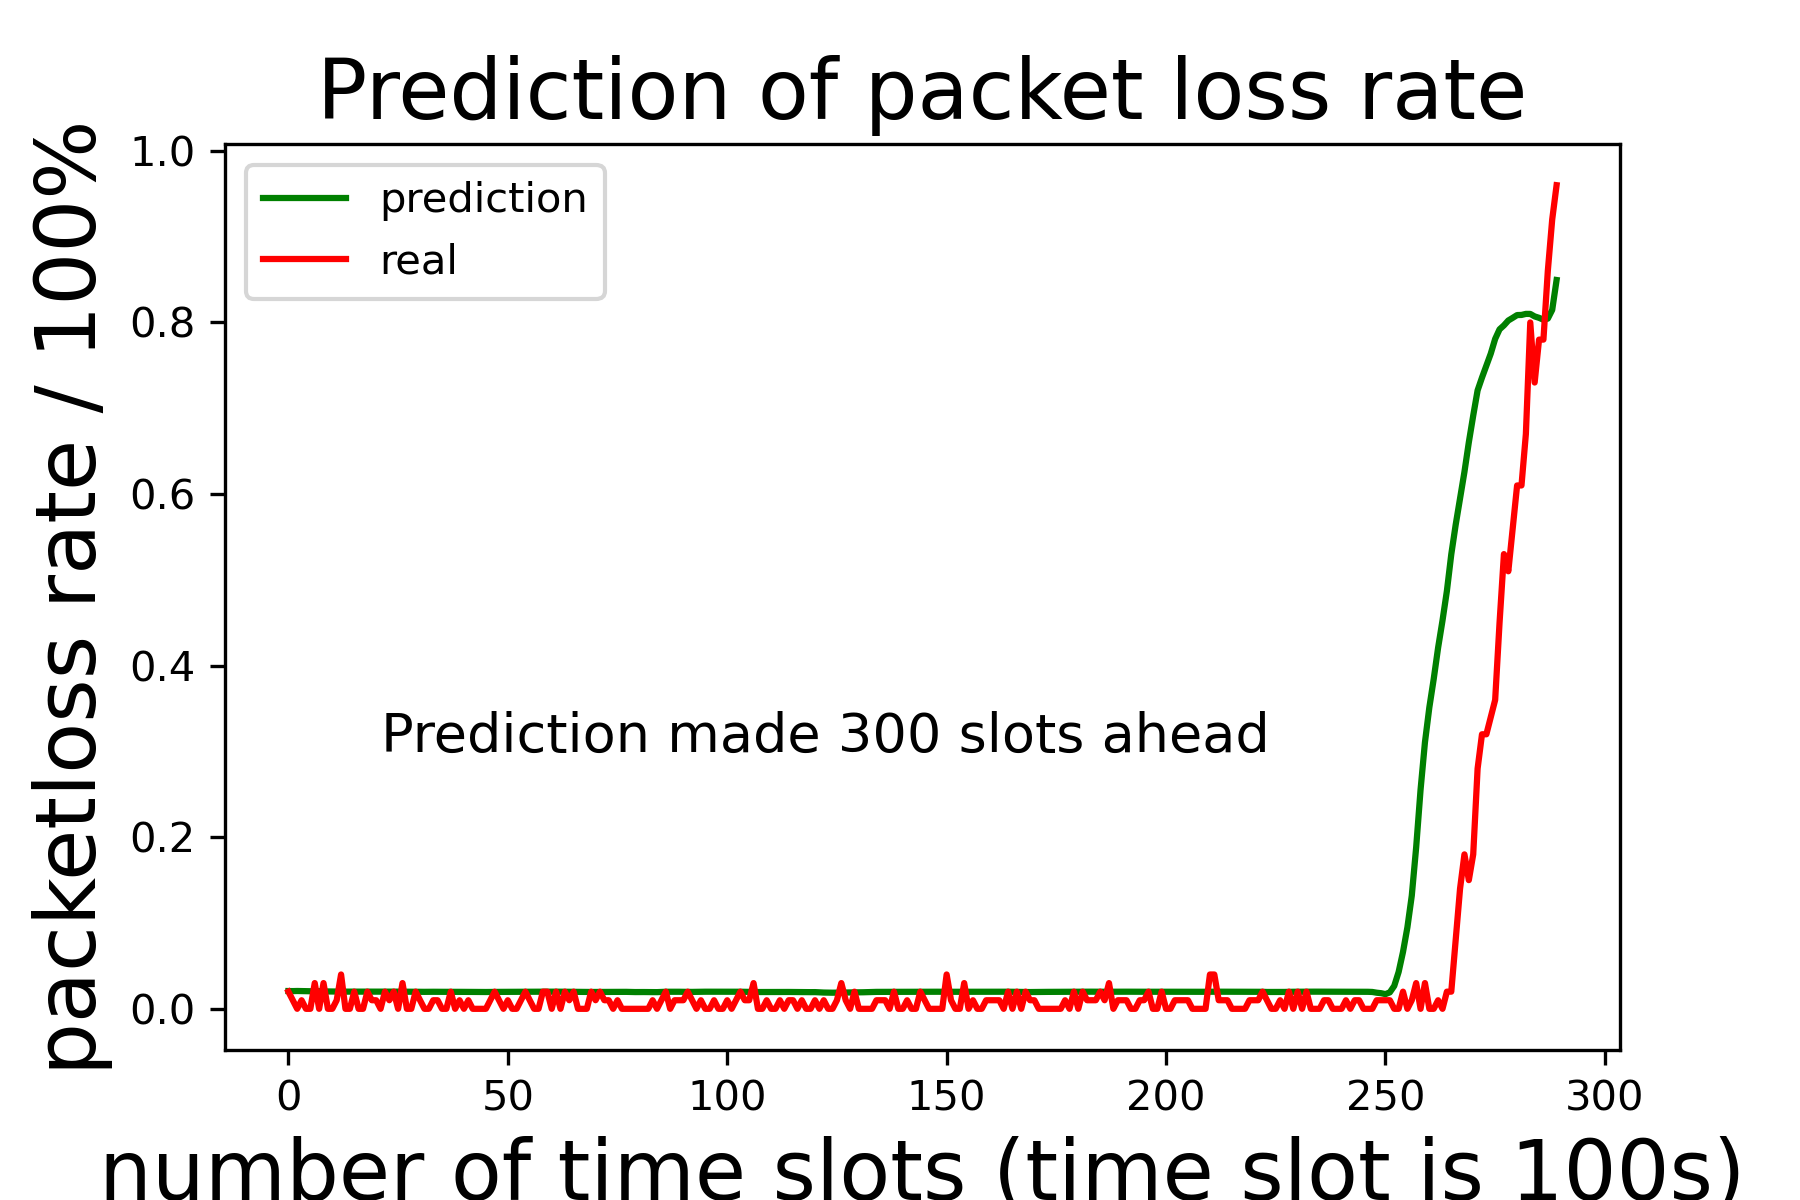 Prediction of packet loss rate
packetloss rate / 100%
1.0
0.8
0.6
0.4
0.2
0.0
prediction
real
Prediction made 300 slots ahead
0 50 100 150 200 250 300
number of time slots (time slot is 100s)